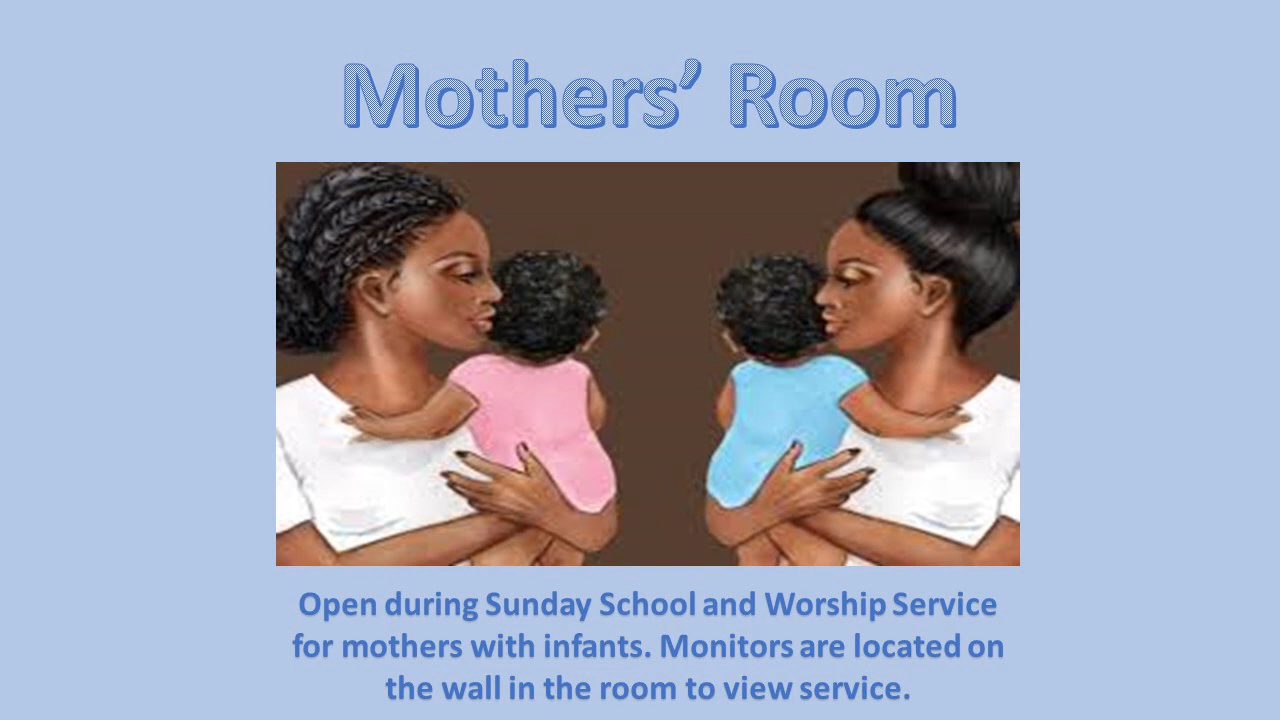 Mothers’ Room
Open during Sunday School and Worship Service
for mothers with infants. Monitors are located on
the wall in the room to view service.